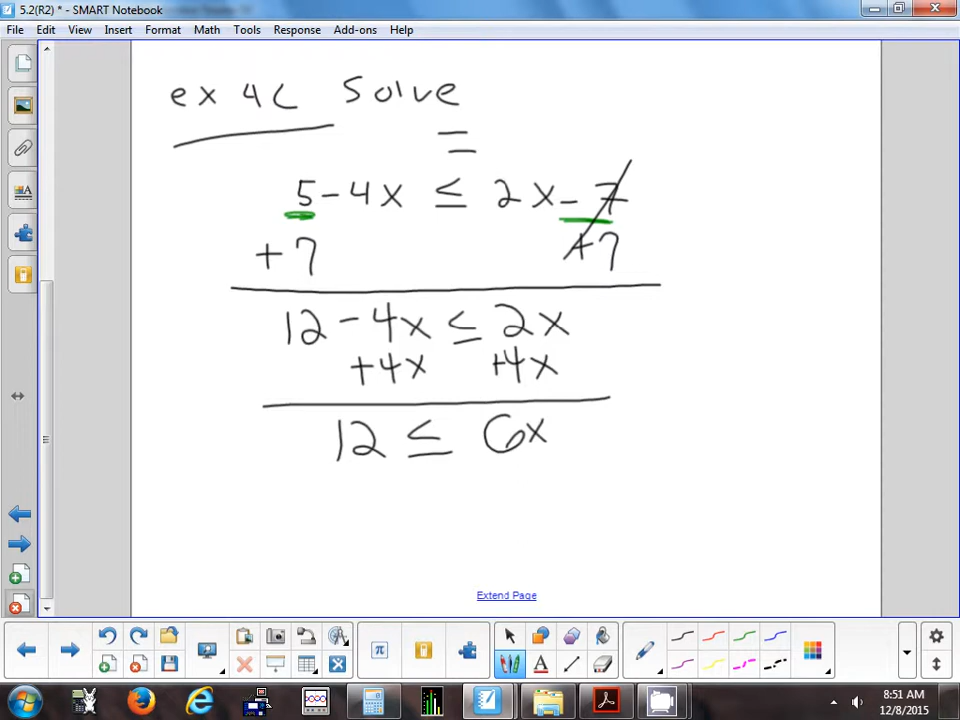 5.2(R2) * - SMART Notebook
File Edit View Insert Format Math Tools Response Add-ons Help
ex 4c Solve
5 - 4x ≤ 2x - 7
+7 +7
12 - 4x ≤ 2x
+4x +4x
12 ≤ 6x
Extend Page
π
A
8:51 AM
12/8/2015